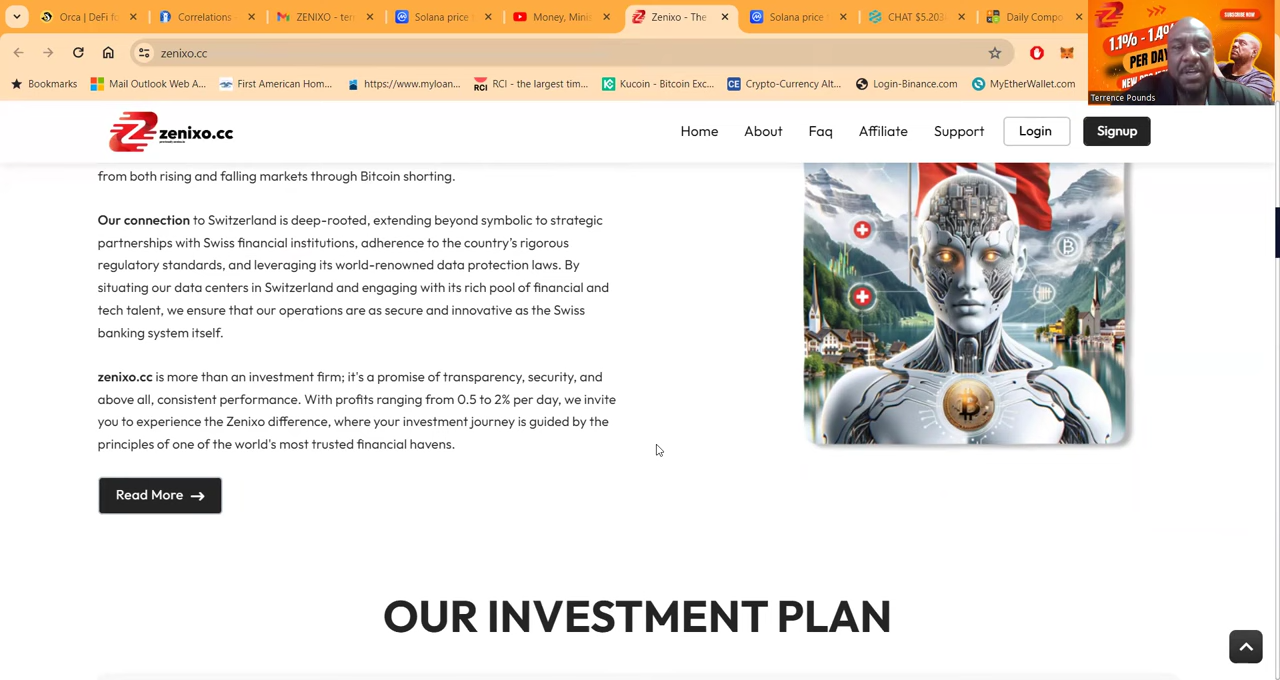 Orca | DeFi fo
Correlations
ZENIXO - terr
Solana price
Money, Mini
Zenixo - The
Solana price
CHAT $5.203
Daily Compo
zenixo.cc
Bookmarks
Mail Outlook Web A...
First American Hom...
https://www.myloan...
RCI - the largest tim...
Kucoin - Bitcoin Exc...
Crypto-Currency Alt...
Login-Binance.com
MyEtherWallet.com
SUBSCRIBE NOW
1.1% - 1.4%
PER DAY
Terrence Pounds
zenixo.cc
Home
About
Faq
Affiliate
Support
Login
Signup
from both rising and falling markets through Bitcoin shorting.
Our connection to Switzerland is deep-rooted, extending beyond symbolic to strategic
partnerships with Swiss financial institutions, adherence to the country's rigorous
regulatory standards, and leveraging its world-renowned data protection laws. By
situating our data centers in Switzerland and engaging with its rich pool of financial and
tech talent, we ensure that our operations are as secure and innovative as the Swiss
banking system itself.
zenixo.cc is more than an investment firm; it's a promise of transparency, security, and
above all, consistent performance. With profits ranging from 0.5 to 2% per day, we invite
you to experience the Zenixo difference, where your investment journey is guided by the
principles of one of the world's most trusted financial havens.
Read More
OUR INVESTMENT PLAN